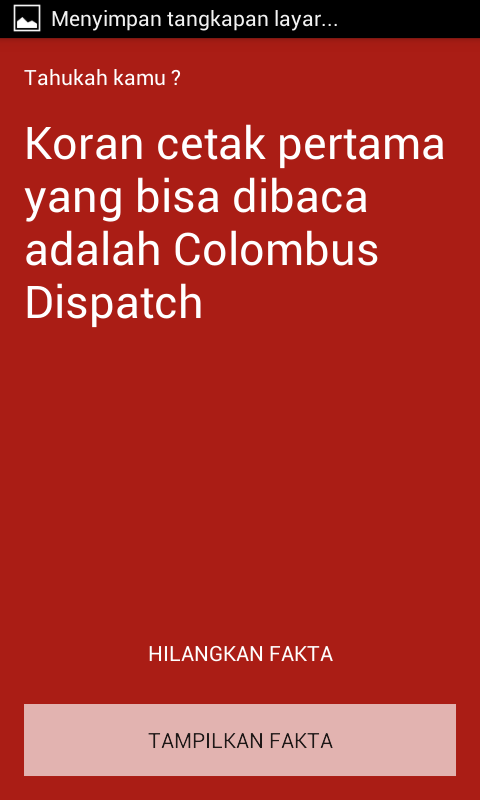 Menyimpan tangkapan layar...
Tahukah kamu ?
Koran cetak pertama
yang bisa dibaca
adalah Colombus
Dispatch
HILANGKAN FAKTA
TAMPILKAN FAKTA